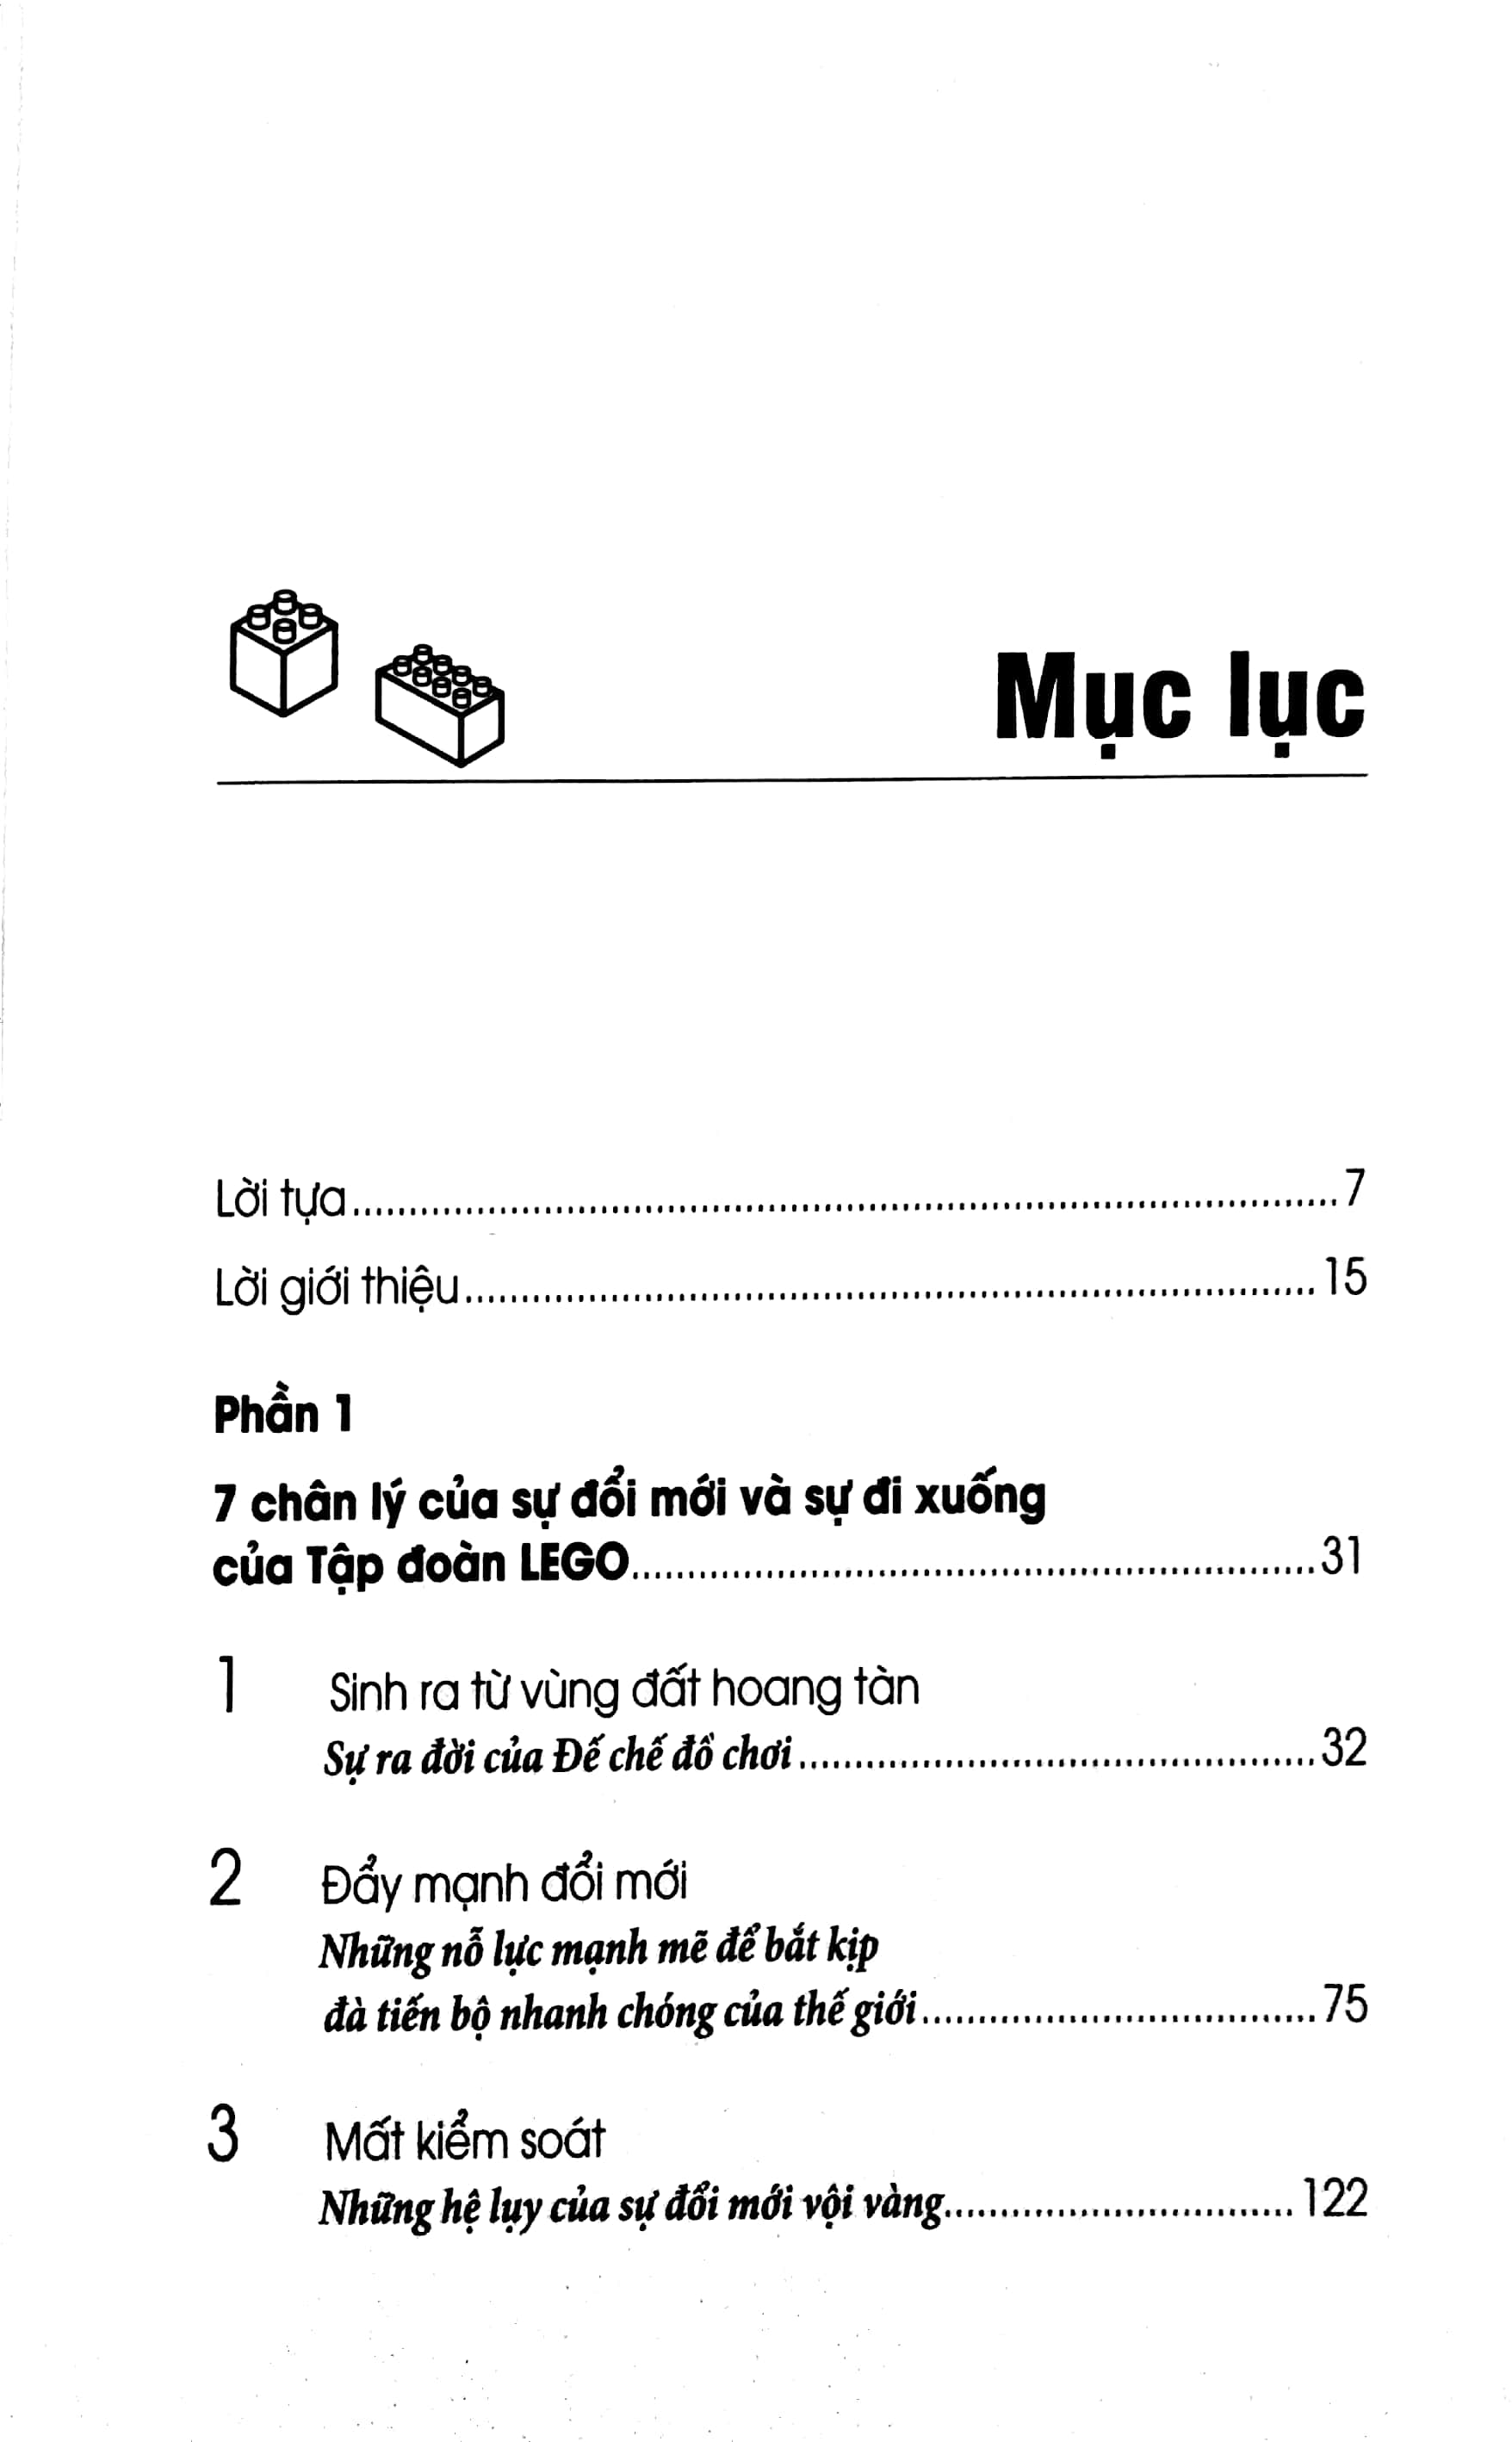 Mục lục
Lời tựa..........7
Lời giới thiệu..........15
Phần 1
7 chân lý của sự đổi mới và sự đi xuống
của Tập đoàn LEGO..........31
1 Sinh ra từ vùng đất hoang tàn
Sự ra đời của Đế chế đồ chơi..........32
2 Đẩy mạnh đổi mới
Những nỗ lực mạnh mẽ để bắt kịp
đà tiến bộ nhanh chóng của thế giới..........75
3 Mất kiểm soát
Những hệ lụy của sự đổi mới vội vàng..........122